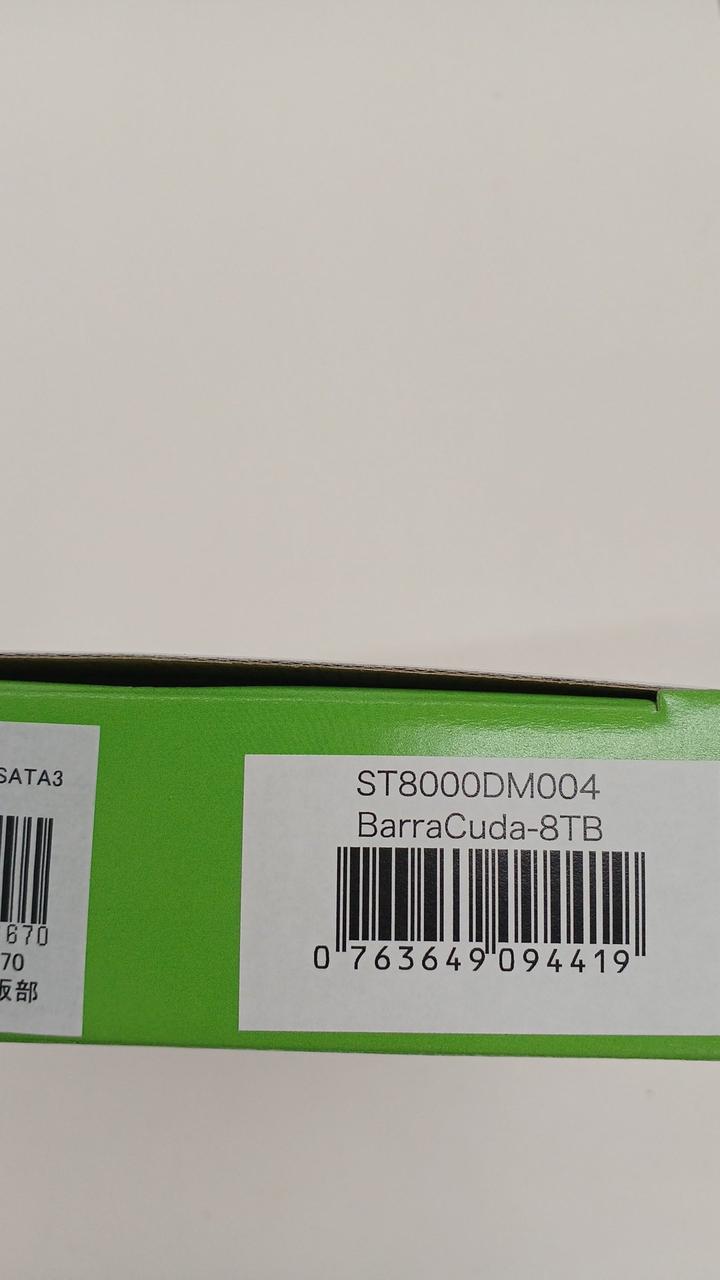 SATA3
670
70
販部
ST8000DM004
BarraCuda-8TB
0 763649 094419